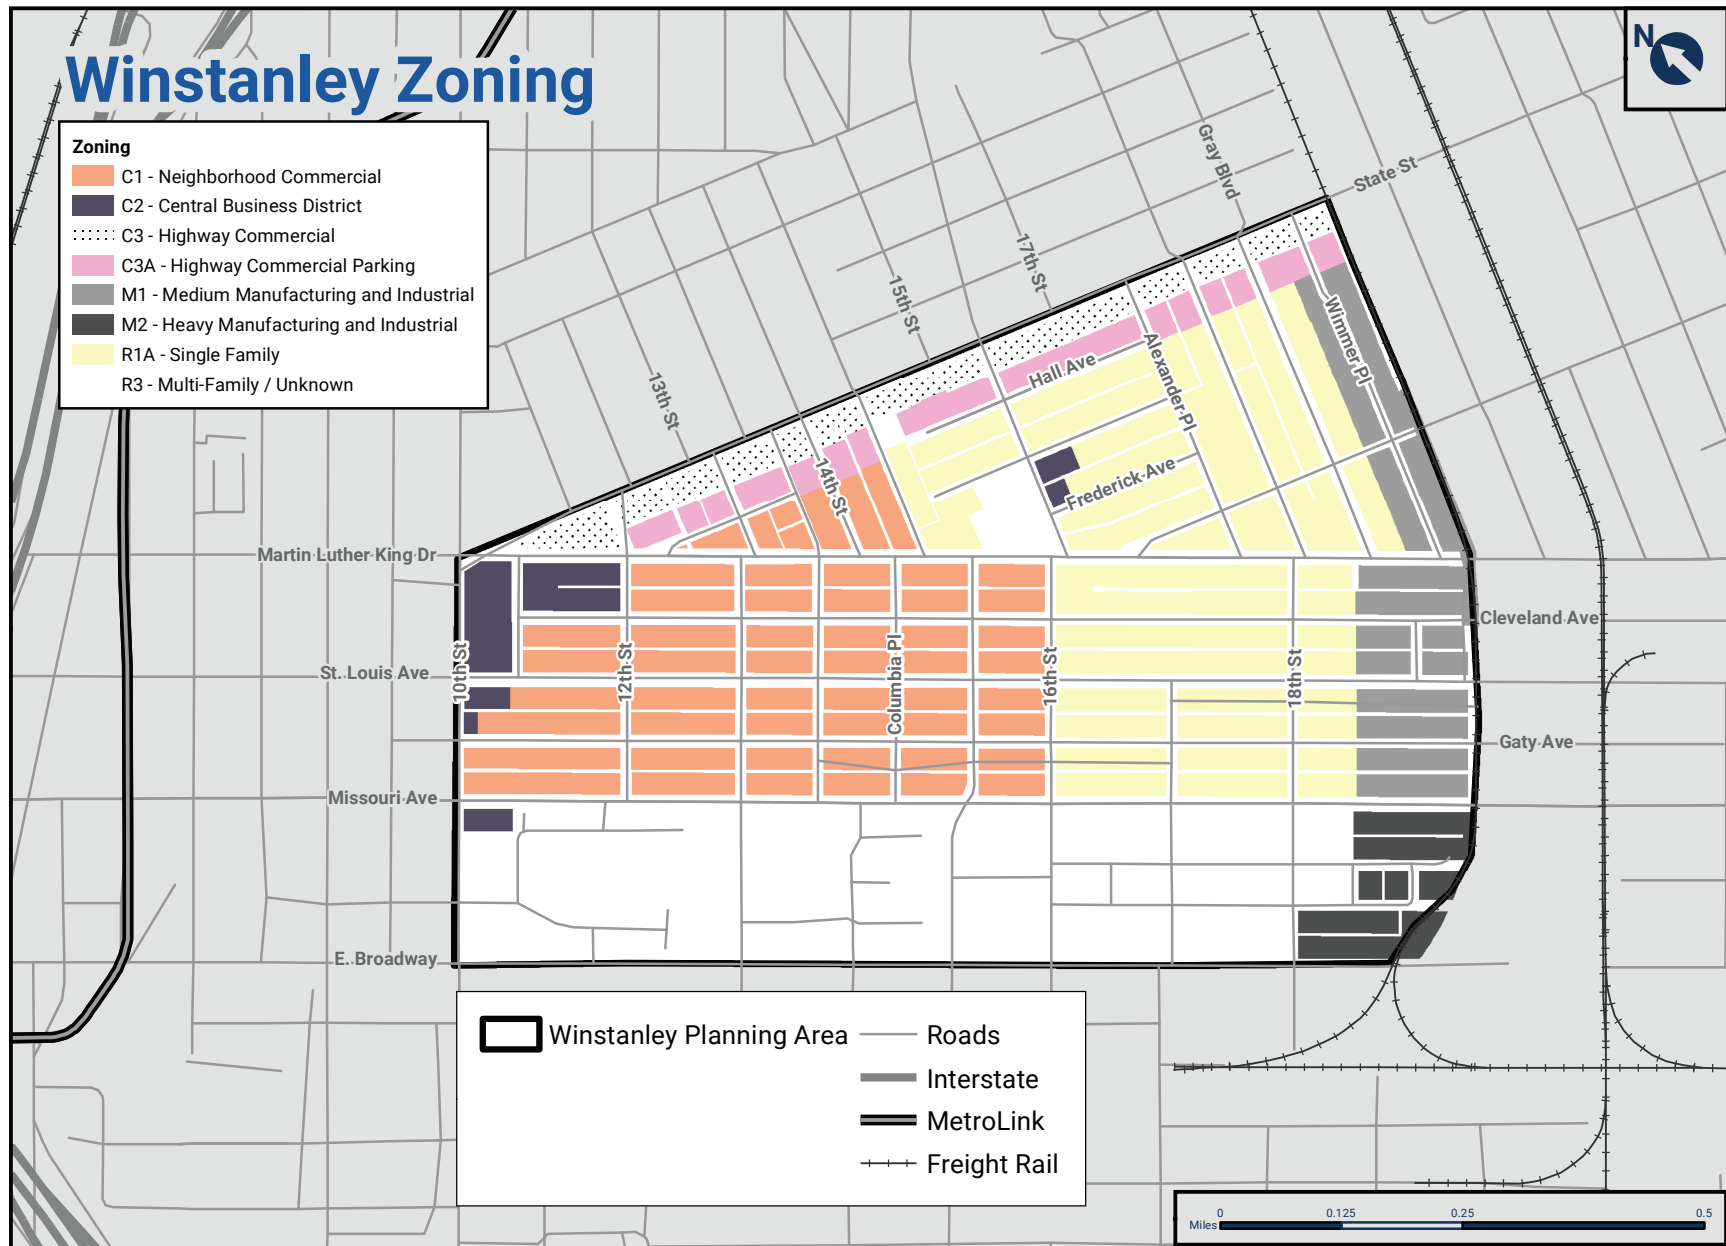 Winstanley Zoning
N
Zoning
C1 - Neighborhood Commercial
C2 - Central Business District
C3 - Highway Commercial
C3A - Highway Commercial Parking
M1 - Medium Manufacturing and Industrial
M2 - Heavy Manufacturing and Industrial
R1A - Single Family
R3 - Multi-Family / Unknown
State St
Gray Blvd
17th St
15th St
13th St
14th St
Hall Ave
Alexander Pl
Wimmer Pl
Frederick Ave
Martin Luther King Dr
Cleveland Ave
St. Louis Ave
10th St
12th St
Columbia Pl
16th St
18th St
Gaty Ave
Missouri Ave
E. Broadway
Winstanley Planning Area
Roads
Interstate
MetroLink
Freight Rail
0 0.125 0.25 0.5
Miles